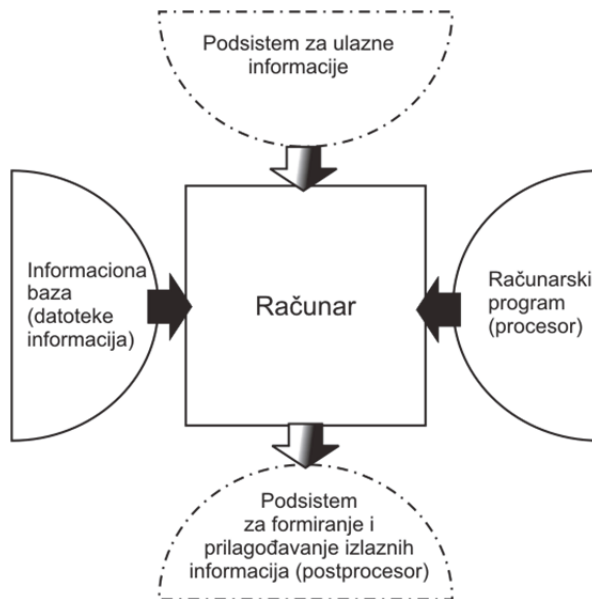 Podsistem za ulazne
informacije
Informaciona
baza
(datoteke
informacija)
Računar
Računarski
program
(procesor)
Podsistem
za formiranje i
prilagođavanje izlaznih
informacija (postprocesor)